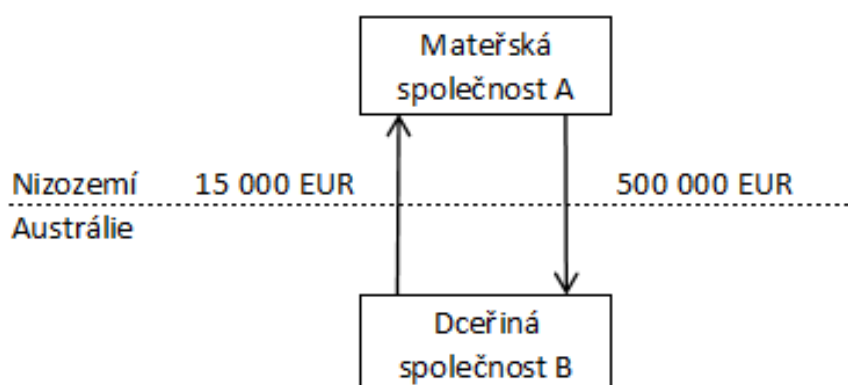 Mateřská
společnost A
Nizozemí 15 000 EUR 500 000 EUR
Austrálie
Dceřiná
společnost B